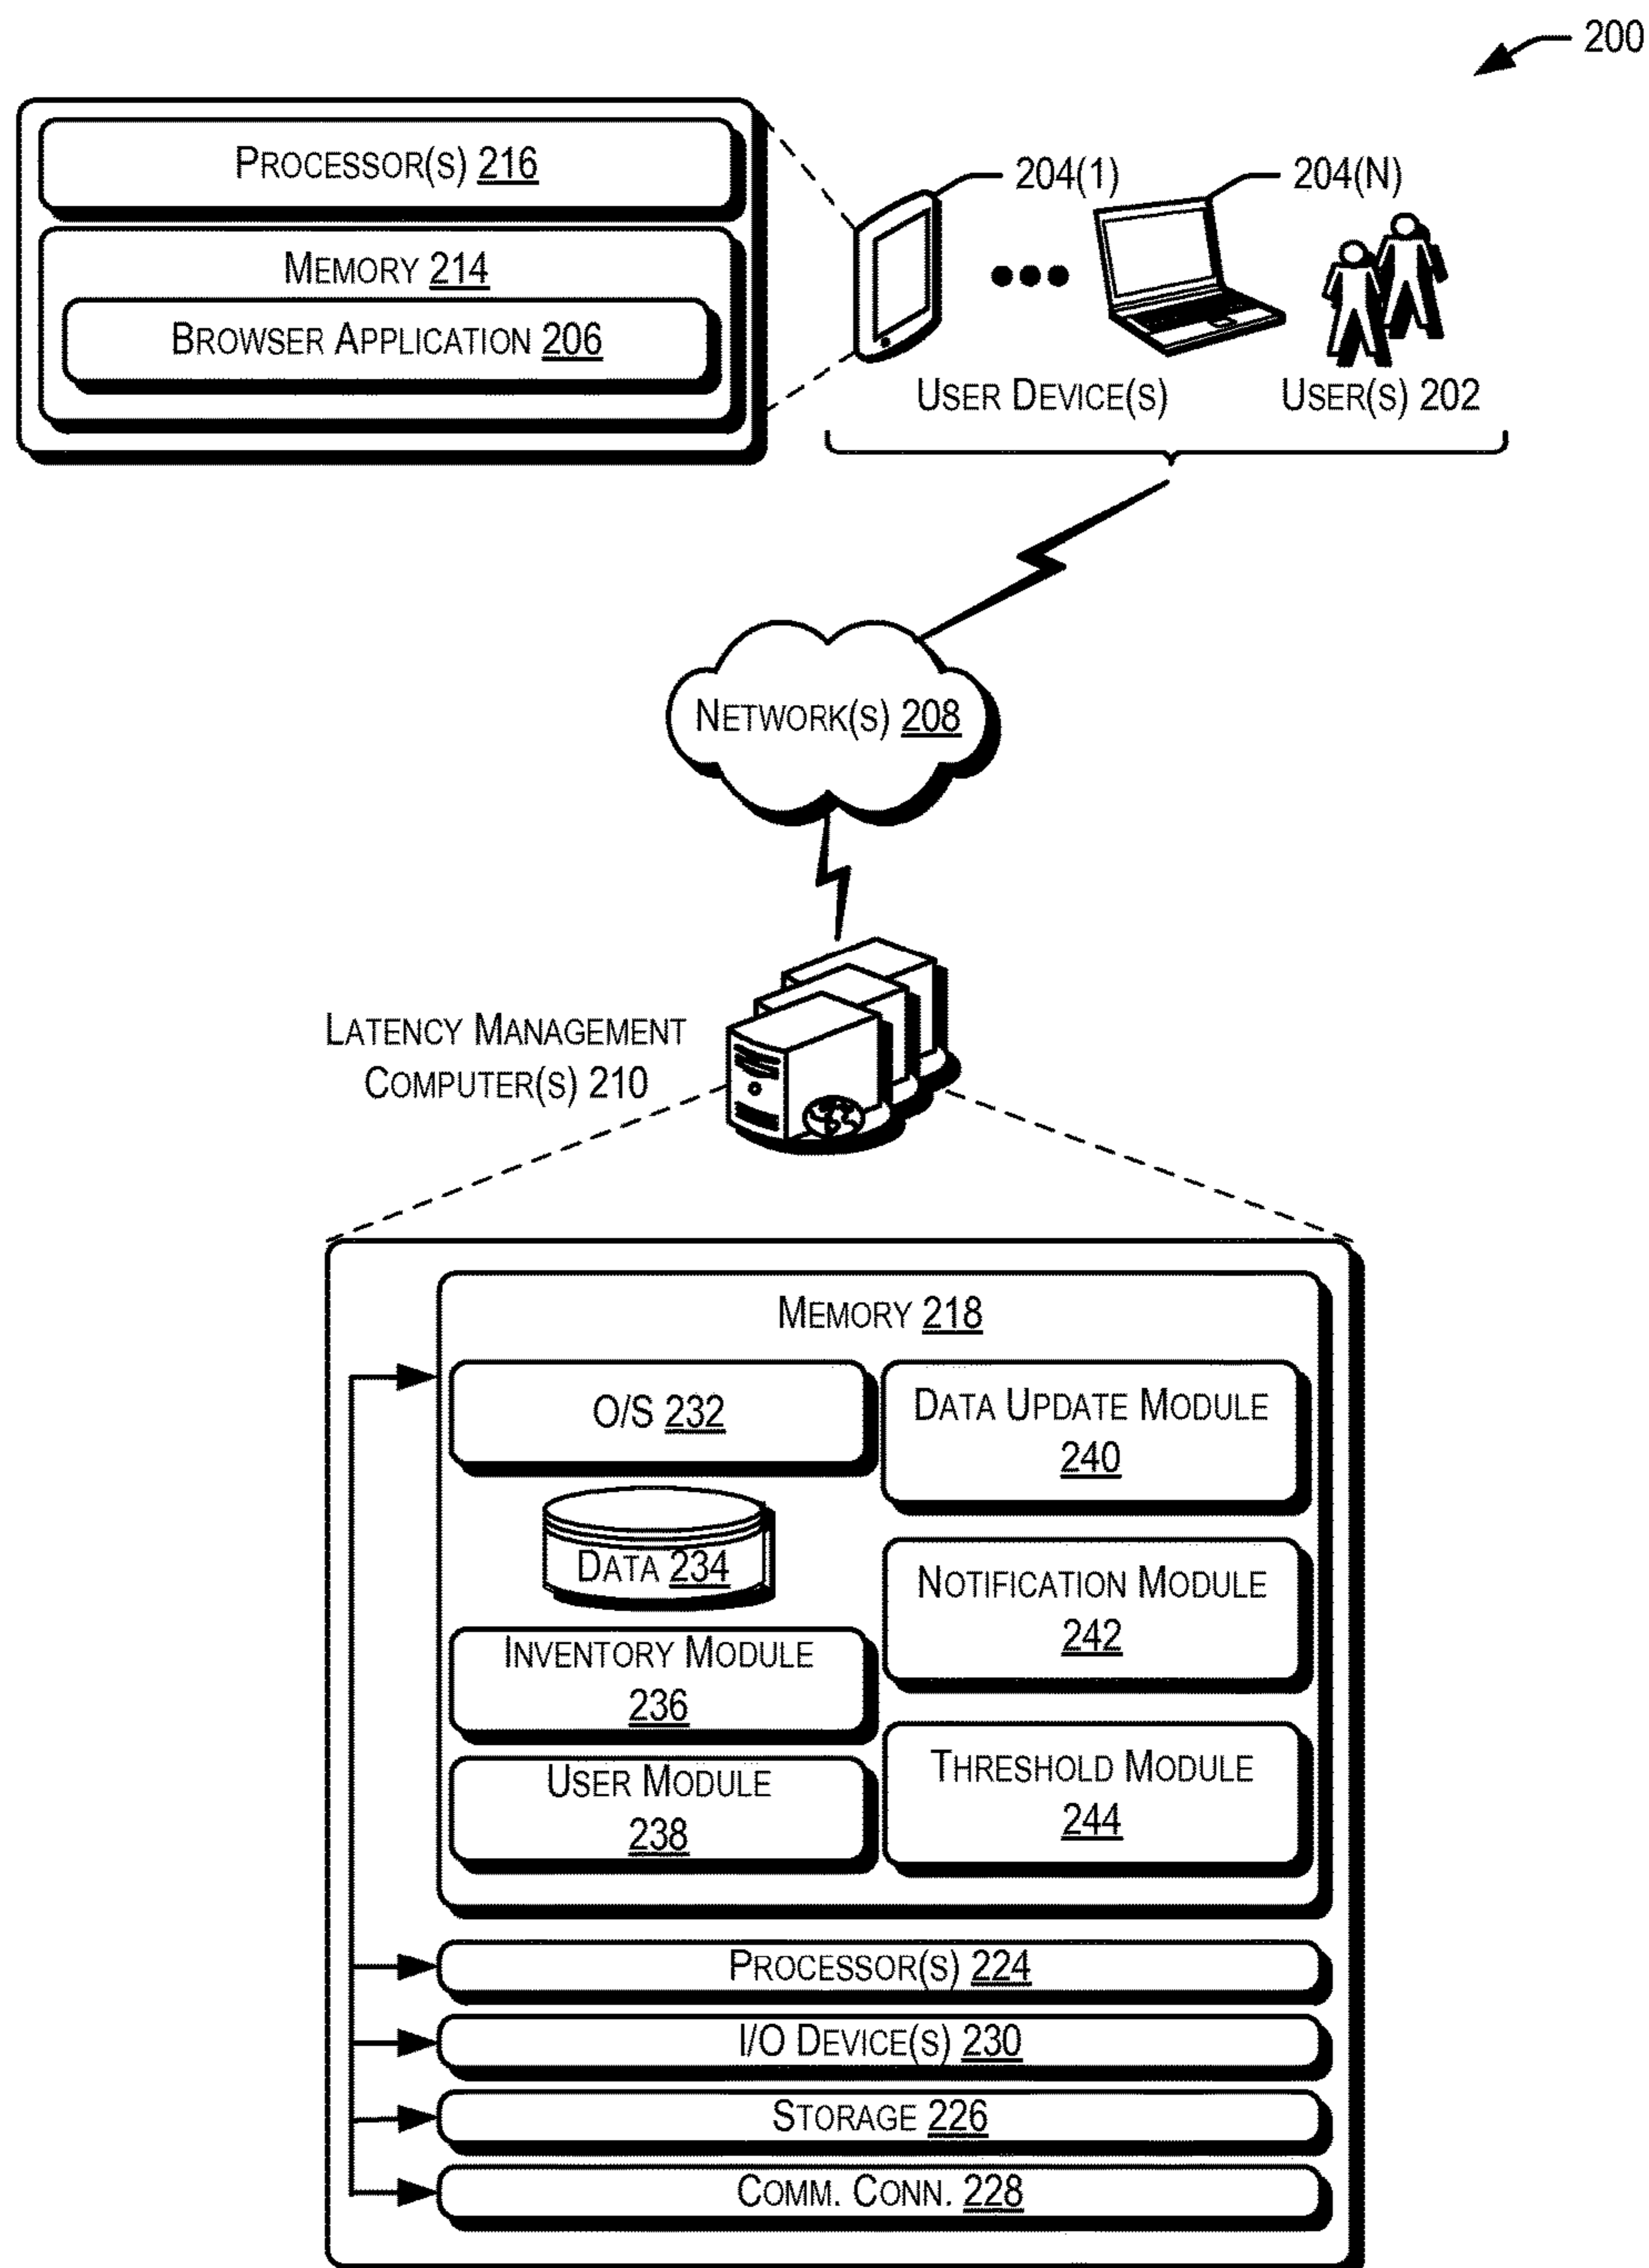 200
PROCESSOR(S) 216
MEMORY 214
BROWSER APPLICATION 206
204(1)
204(N)
USER DEVICE(S)
USER(S) 202
NETWORK(S) 208
LATENCY MANAGEMENT
COMPUTER(S) 210
MEMORY 218
O/S 232
DATA 234
INVENTORY MODULE
236
USER MODULE
238
DATA UPDATE MODULE
240
NOTIFICATION MODULE
242
THRESHOLD MODULE
244
PROCESSOR(S) 224
I/O DEVICE(S) 230
STORAGE 226
COMM. CONN. 228